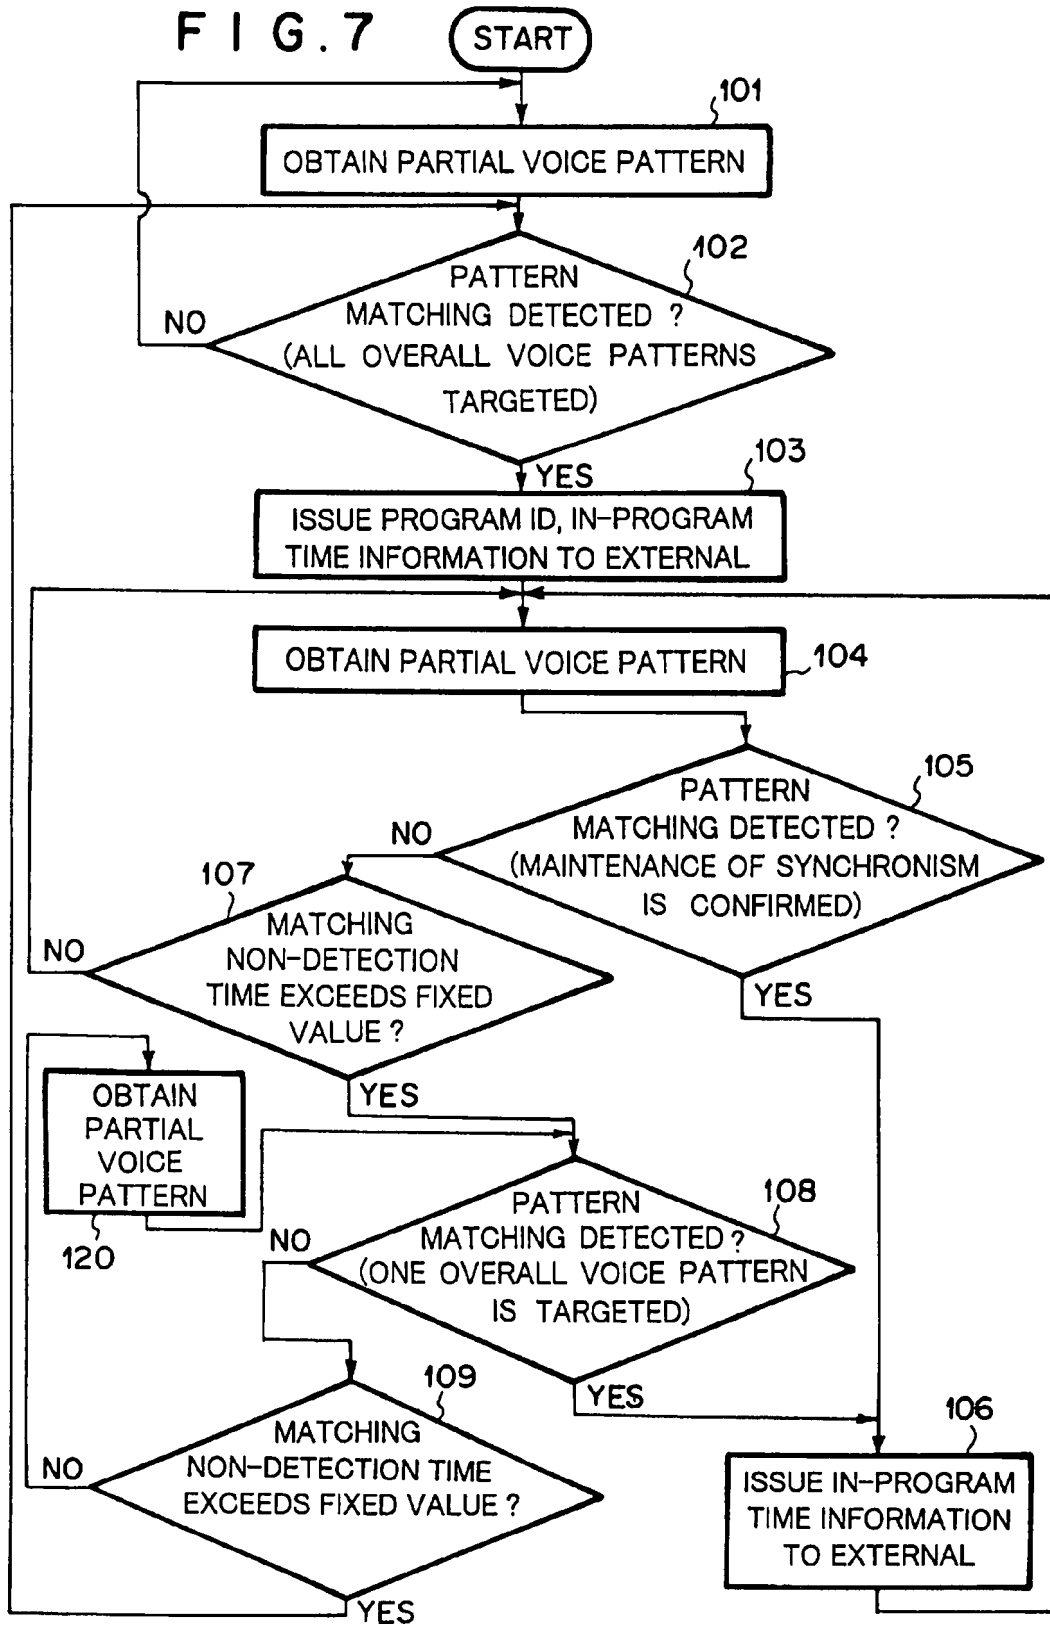 FIG. 7
START
101
OBTAIN PARTIAL VOICE PATTERN
102
PATTERN
MATCHING DETECTED ?
(ALL OVERALL VOICE PATTERNS
TARGETED)
NO
YES
103
ISSUE PROGRAM ID, IN-PROGRAM
TIME INFORMATION TO EXTERNAL
OBTAIN PARTIAL VOICE PATTERN
104
105
PATTERN
MATCHING DETECTED ?
(MAINTENANCE OF SYNCHRONISM
IS CONFIRMED)
NO
YES
107
MATCHING
NON-DETECTION
TIME EXCEEDS FIXED
VALUE ?
NO
YES
OBTAIN
PARTIAL
VOICE
PATTERN
120
108
PATTERN
MATCHING DETECTED ?
(ONE OVERALL VOICE PATTERN
IS TARGETED)
NO
YES
109
MATCHING
NON-DETECTION TIME
EXCEEDS FIXED VALUE ?
NO
YES
106
ISSUE IN-PROGRAM
TIME INFORMATION
TO EXTERNAL